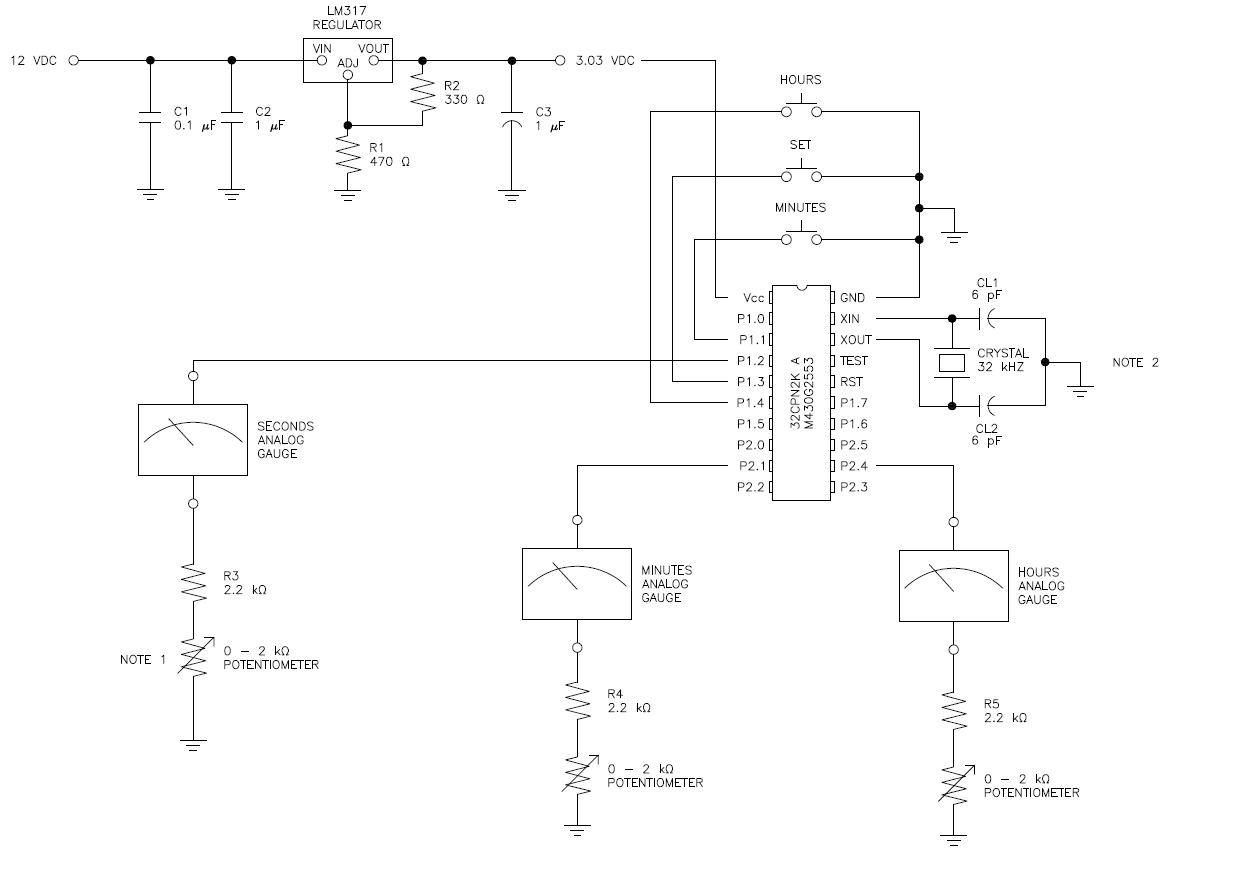 LM317
REGULATOR
12 VDC
VIN
VOUT
ADJ
3.03 VDC
C1
0.1 µF
C2
1 µF
R2
330 Ω
C3
1 µF
R1
470 Ω
HOURS
SET
MINUTES
Vcc
P1.0
P1.1
P1.2
P1.3
P1.4
P1.5
P2.0
P2.1
P2.2
32CPN2K A
M430G2553
GND
XIN
XOUT
TEST
RST
P1.7
P1.6
P2.5
P2.4
P2.3
CL1
6 pF
CRYSTAL
32 kHZ
CL2
6 pF
NOTE 2
SECONDS
ANALOG
GAUGE
R3
2.2 kΩ
NOTE 1
0 – 2 kΩ
POTENTIOMETER
MINUTES
ANALOG
GAUGE
R4
2.2 kΩ
0 – 2 kΩ
POTENTIOMETER
HOURS
ANALOG
GAUGE
R5
2.2 kΩ
0 – 2 kΩ
POTENTIOMETER